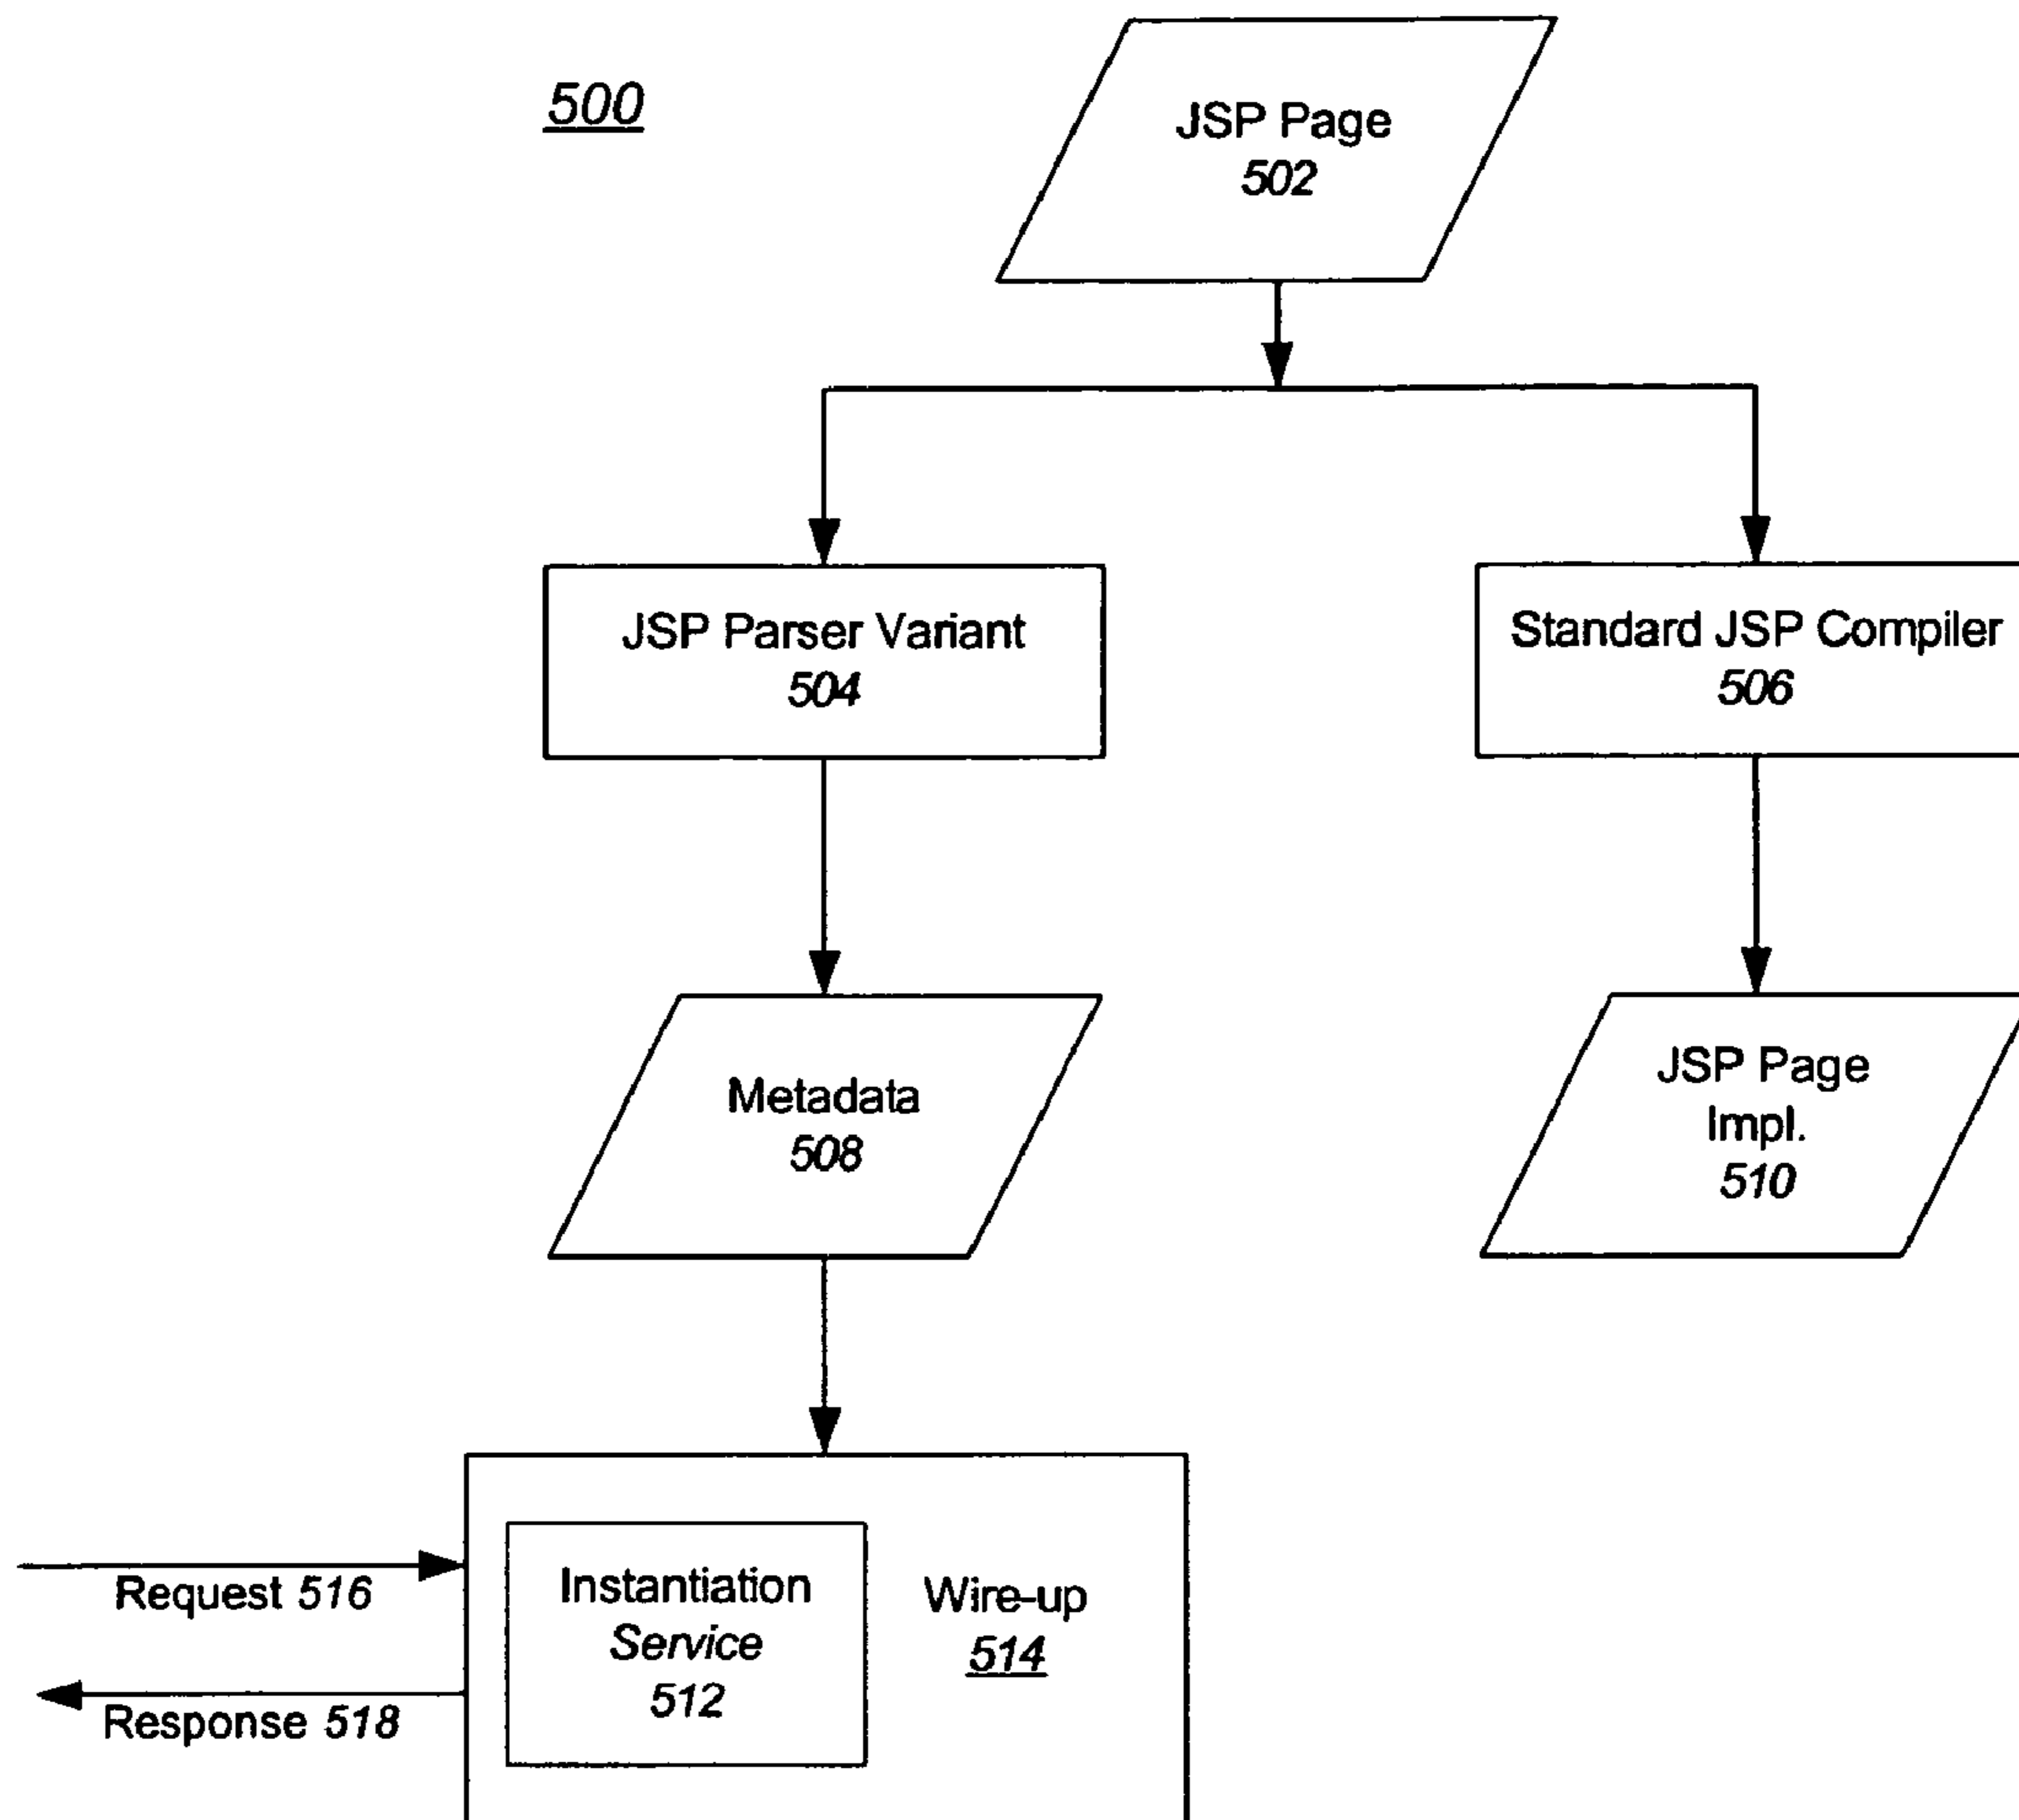 500
JSP Page
502
JSP Parser Variant
504
Standard JSP Compiler
506
Metadata
508
JSP Page
Impl.
510
Request 516
Response 518
Instantiation
Service
512
Wire-up
514